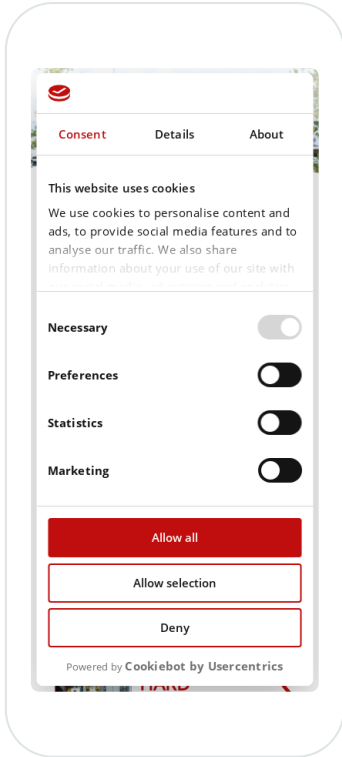 Consent Details About
This website uses cookies
We use cookies to personalise content and
ads, to provide social media features and to
analyse our traffic. We also share
information about your use of our site with
Necessary
Preferences
Statistics
Marketing
Allow all
Allow selection
Deny
Powered by Cookiebot by Usercentrics
HARD